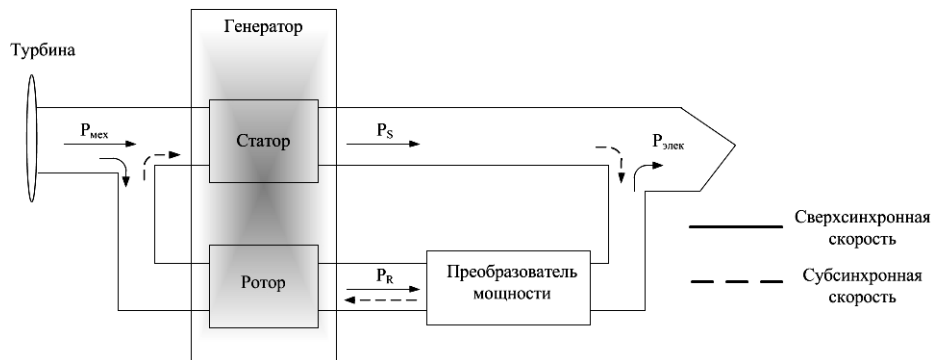 Генератор
Турбина
Pмех
Статор
PS
Pэлек
Сверхсинхронная
скорость
Ротор
PR
Преобразователь
мощности
Субсинхронная
скорость